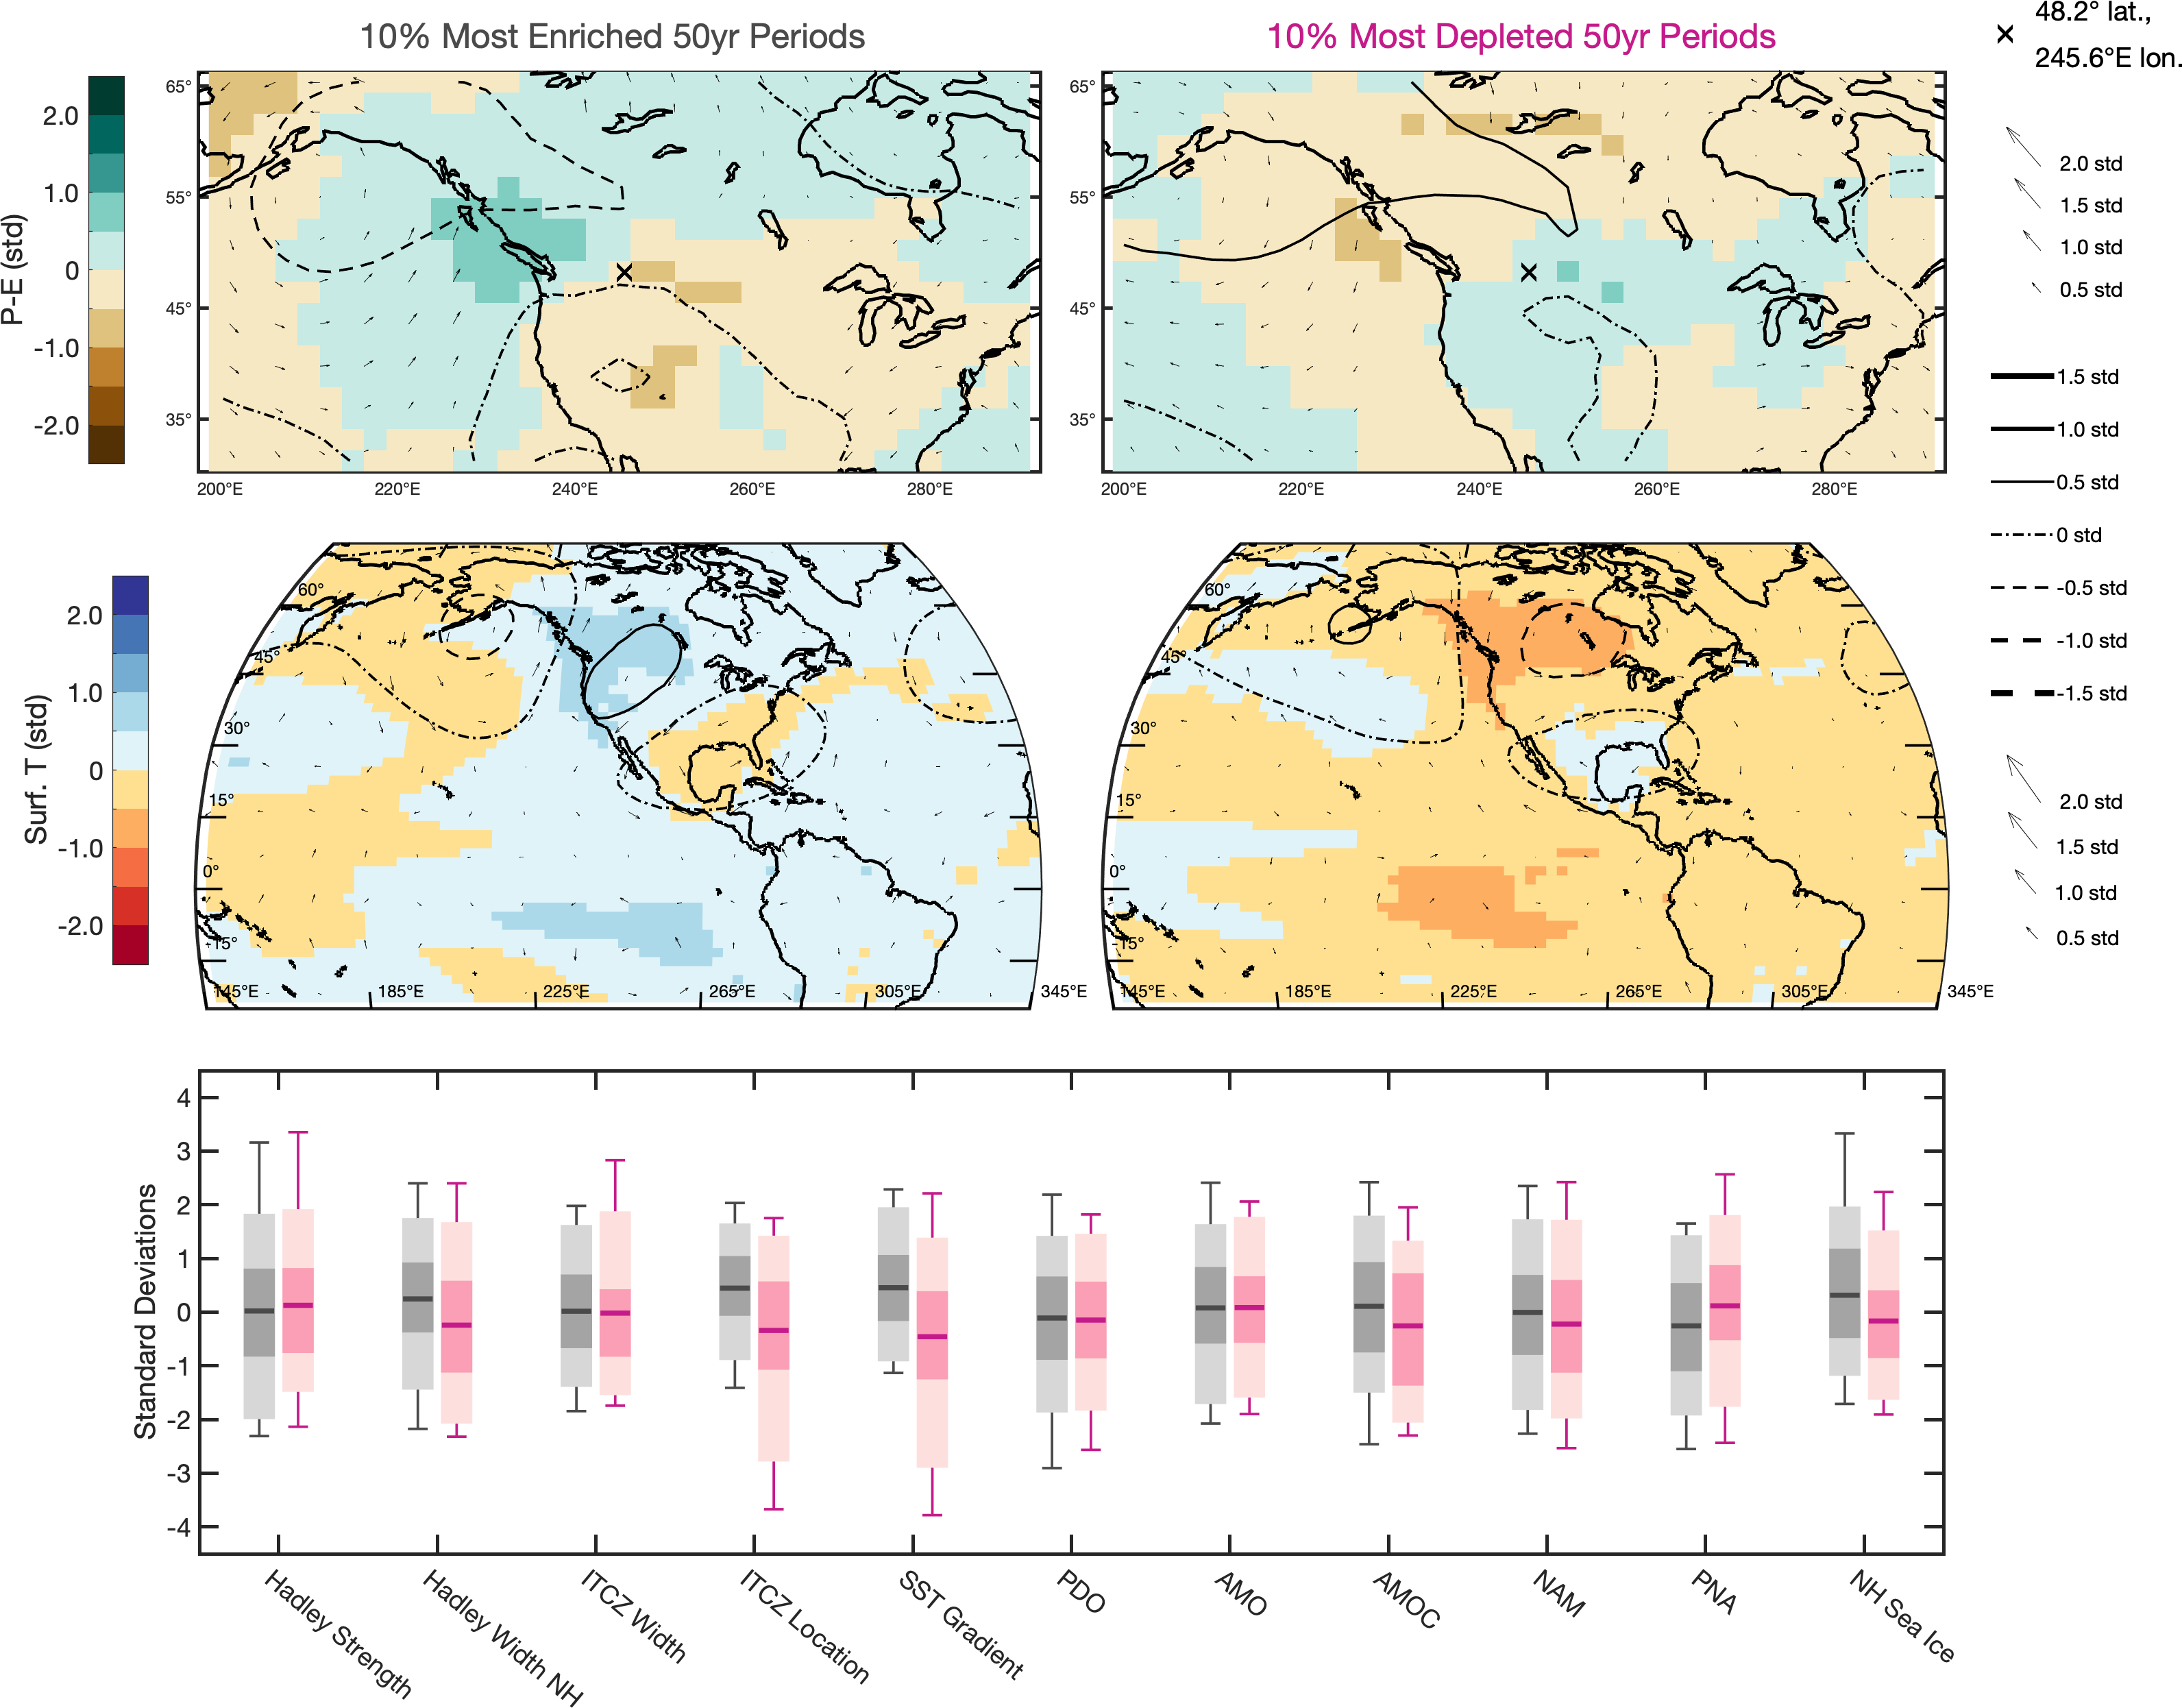 10% Most Enriched 50yr Periods
10% Most Depleted 50yr Periods
48.2° lat.,
245.6°E lon.
P-E (std)
2.0
1.0
0
-1.0
-2.0
65°
55°
45°
35°
200°E 220°E 240°E 260°E 280°E
65°
55°
45°
35°
200°E 220°E 240°E 260°E 280°E
2.0 std
1.5 std
1.0 std
0.5 std
1.5 std
1.0 std
0.5 std
0 std
-0.5 std
-1.0 std
-1.5 std
2.0 std
1.5 std
1.0 std
0.5 std
Surf. T (std)
2.0
1.0
0
-1.0
-2.0
60°
45°
30°
15°
0°
-15°
145°E 185°E 225°E 265°E 305°E 345°E
60°
45°
30°
15°
0°
-15°
145°E 185°E 225°E 265°E 305°E 345°E
Standard Deviations
4
3
2
1
0
-1
-2
-3
-4
Hadley Strength
Hadley Width NH
ITCZ Width
ITCZ Location
SST Gradient
PDO
AMO
AMOC
NAM
PNA
NH Sea Ice